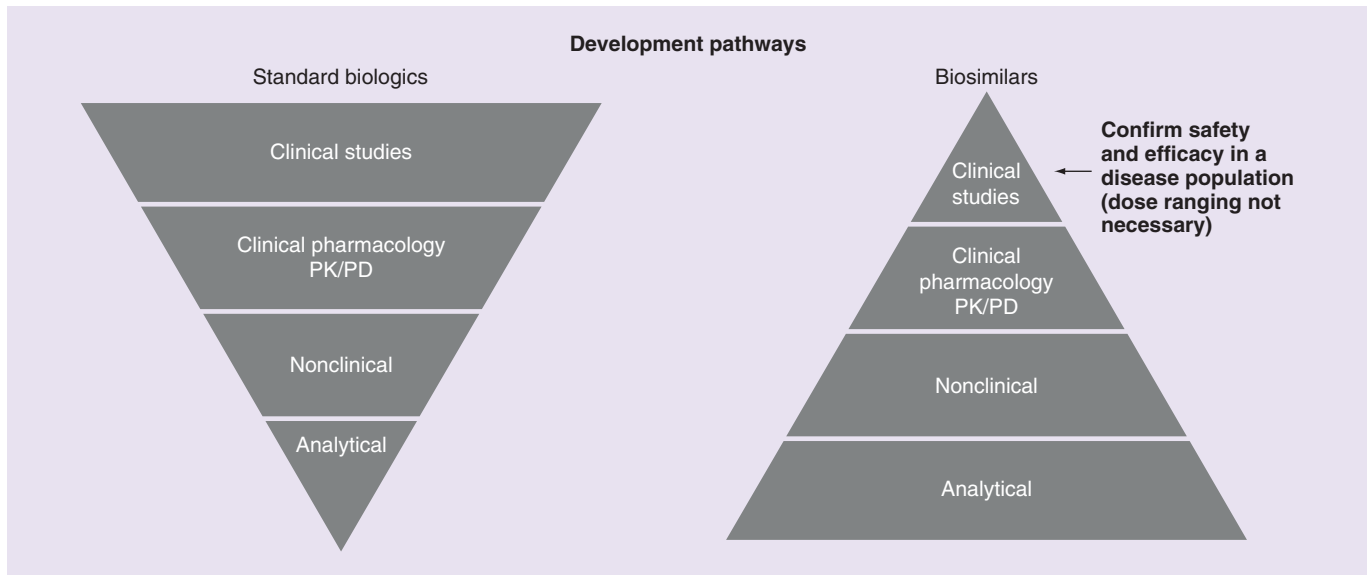 Development pathways
Standard biologics
Clinical studies
Clinical pharmacology
PK/PD
Nonclinical
Analytical
Biosimilars
Clinical
studies
Clinical
pharmacology
PK/PD
Nonclinical
Analytical
Confirm safety
and efficacy in a
disease population
(dose ranging not
necessary)